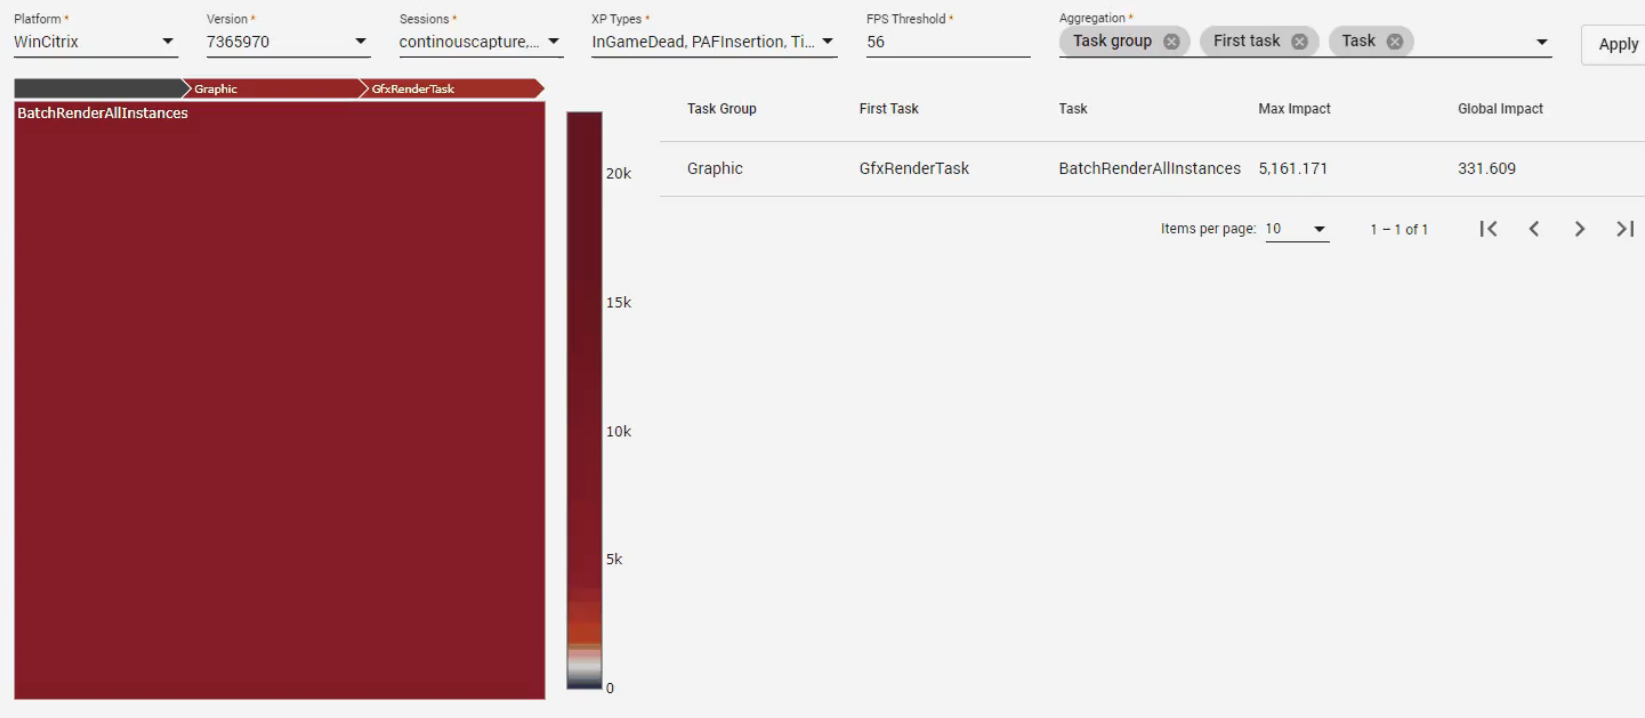 Platform * Version * Sessions * XP Types * FPS Threshold * Aggregation *
WinCitrix 7365970 continouscapture,... InGameDead, PAFInsertion, Ti... 56 Task group First task Task Apply
Graphic GfxRenderTask
BatchRenderAllInstances
20k
15k
10k
5k
0
Task Group First Task Task Max Impact Global Impact
Graphic GfxRenderTask BatchRenderAllInstances 5,161.171 331.609
Items per page: 10 1 – 1 of 1